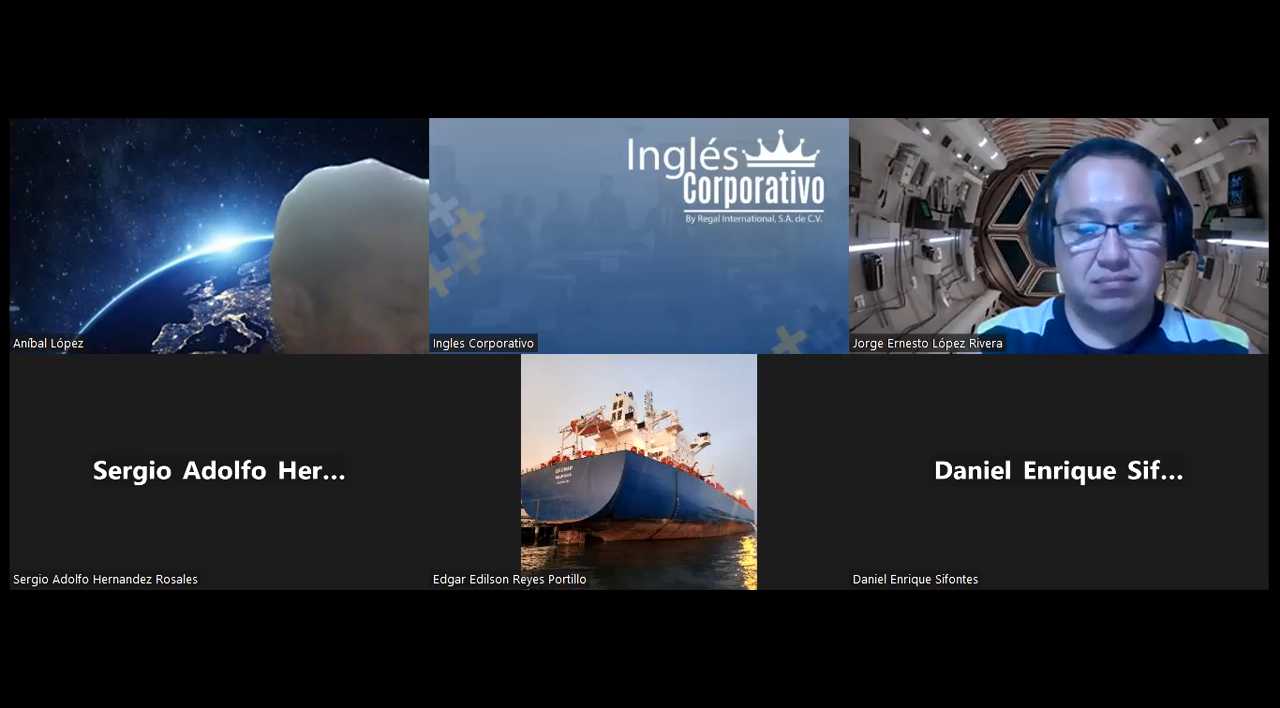 Inglés
Corporativo
By Regal International, S.A. de C.V.
Aníbal López
Ingles Corporativo
Jorge Ernesto López Rivera
Sergio Adolfo Her...
Daniel Enrique Sif...
Sergio Adolfo Hernandez Rosales
Edgar Edilson Reyes Portillo
Daniel Enrique Sifontes